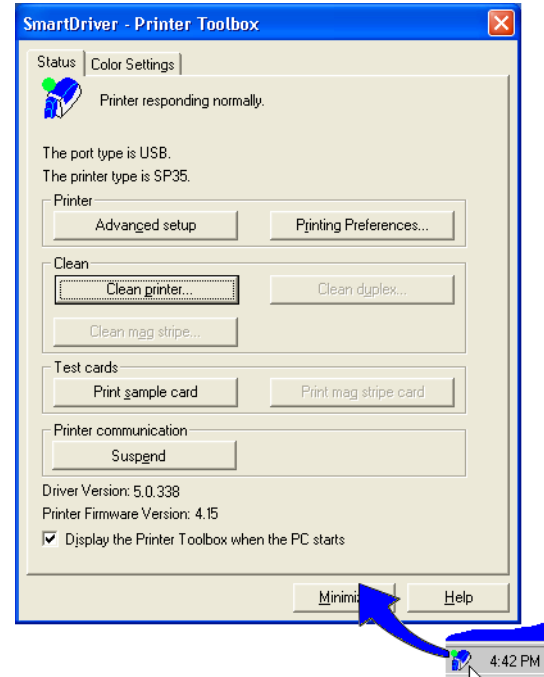 SmartDriver - Printer Toolbox
Status Color Settings
Printer responding normally.
The port type is USB.
The printer type is SP35.
Printer
Advanced setup Printing Preferences...
Clean
Clean printer... Clean duplex...
Clean mag stripe...
Test cards
Print sample card Print mag stripe card
Printer communication
Suspend
Driver Version: 5.0.338
Printer Firmware Version: 4.15
Display the Printer Toolbox when the PC starts
Help
4:42 PM